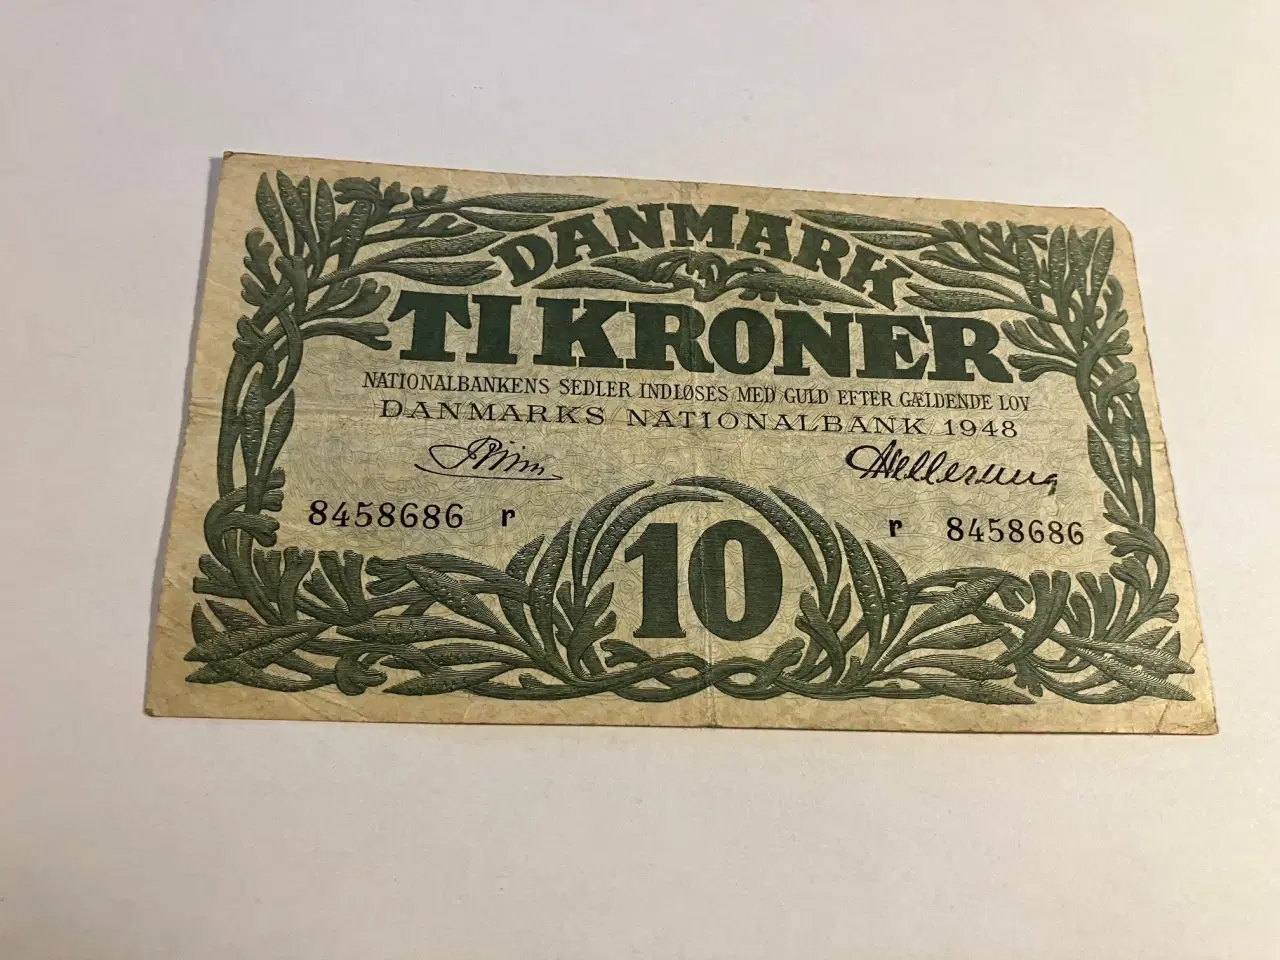 DANMARK
TI KRONER
NATIONALBANKENS SEDLER INDLØSES MED GULD EFTER GÆLDENDE LOV
DANMARKS NATIONALBANK 1948
8458686 r
r 8458686
10